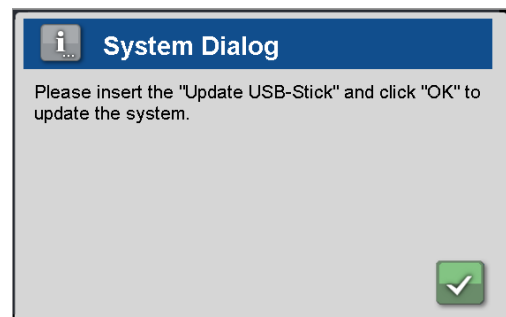 System Dialog
Please insert the "Update USB-Stick" and click "OK" to
update the system.